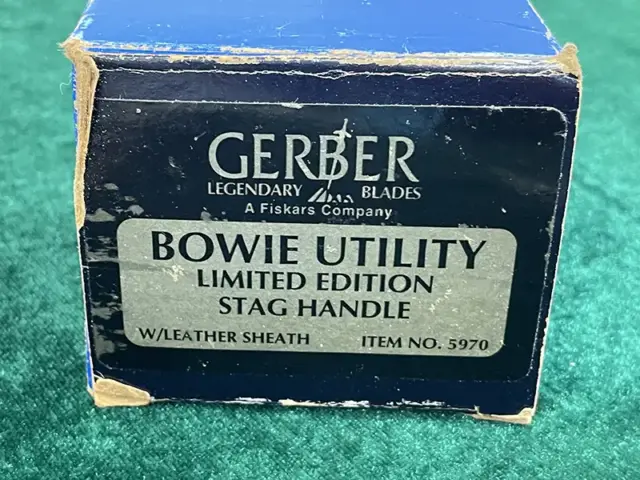 GERBER
LEGENDARY BLADES
A Fiskars Company
BOWIE UTILITY
LIMITED EDITION
STAG HANDLE
W/LEATHER SHEATH ITEM NO. 5970